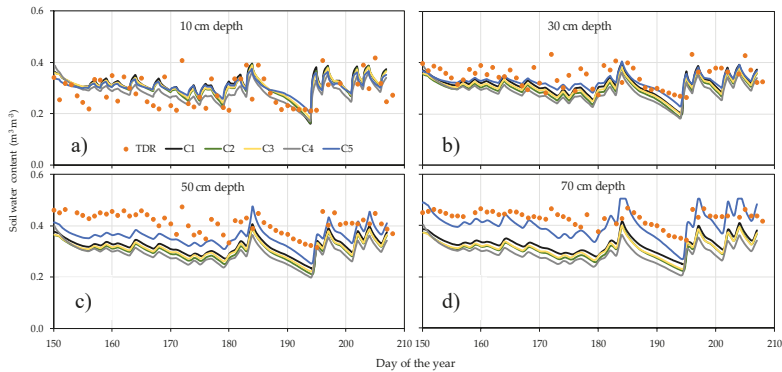 10 cm depth
30 cm depth
0.6
0.4
0.2
0.0
a)
b)
TDR C1 C2 C3 C4 C5
Soil water content (m³ m⁻³)
50 cm depth
70 cm depth
0.6
0.4
0.2
0.0
c)
d)
150 160 170 180 190 200 210
150 160 170 180 190 200 210
Day of the year